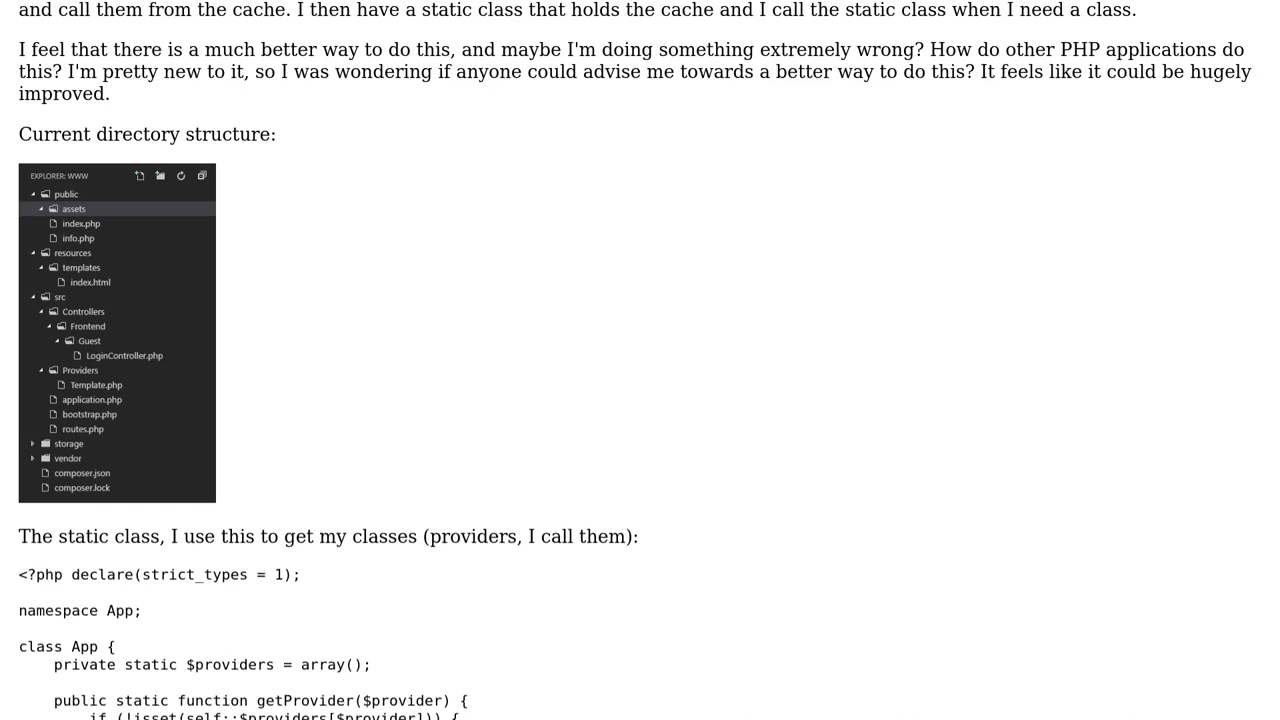 and call them from the cache. I then have a static class that holds the cache and I call the static class when I need a class.
I feel that there is a much better way to do this, and maybe I'm doing something extremely wrong? How do other PHP applications do
this? I'm pretty new to it, so I was wondering if anyone could advise me towards a better way to do this? It feels like it could be hugely
improved.
Current directory structure:
EXPLORER: WWW
public
assets
index.php
info.php
resources
templates
index.html
src
Controllers
Frontend
Guest
LoginController.php
Providers
Template.php
application.php
bootstrap.php
routes.php
storage
vendor
composer.json
composer.lock
The static class, I use this to get my classes (providers, I call them):
<?php declare(strict_types = 1);
namespace App;
class App {
    private static $providers = array();
    public static function getProvider($provider) {
        if (!isset(self::$providers[$provider])) {